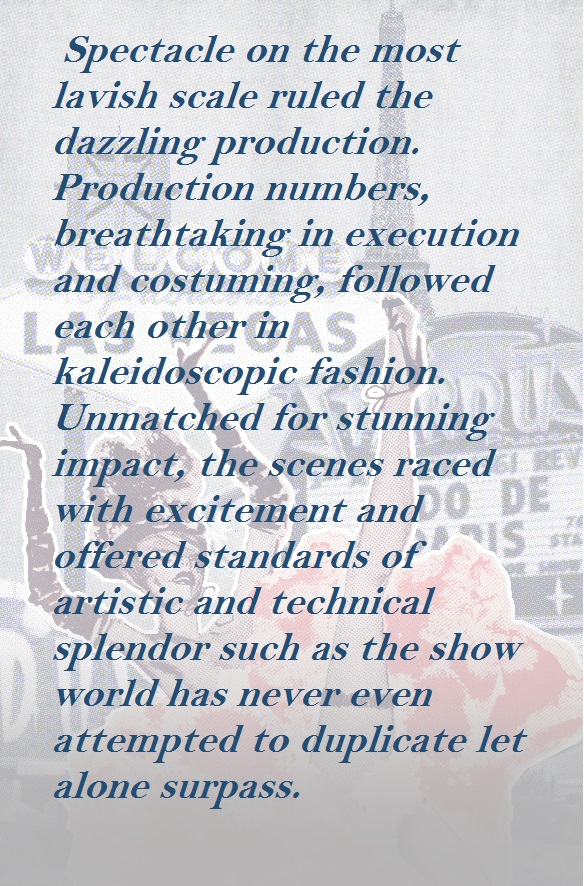 Spectacle on the most
lavish scale ruled the
dazzling production.
Production numbers,
breathtaking in execution
and costuming, followed
each other in
kaleidoscopic fashion.
Unmatched for stunning
impact, the scenes raced
with excitement and
offered standards of
artistic and technical
splendor such as the show
world has never even
attempted to duplicate let
alone surpass.
WELCOME
LAS VEGAS
DO DE
PARIS